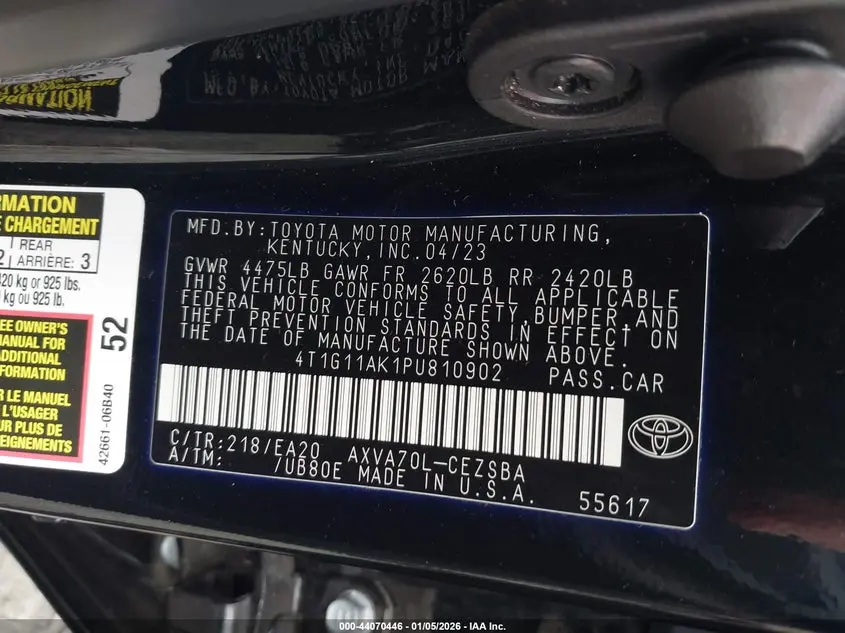 MFD.BY:TOYOTA MOTOR MANUFACTURING,
KENTUCKY,INC.04/23
GVWR 4475LB GAWR FR 2620LB RR 2420LB
THIS VEHICLE CONFORMS TO ALL APPLICABLE
FEDERAL MOTOR VEHICLE SAFETY,BUMPER,AND
THEFT PREVENTION STANDARDS IN EFFECT ON
THE DATE OF MANUFACTURE SHOWN ABOVE.
4T1G11AK1PU810902 PASS.CAR
C/TR:218/EA20 AXVA70L-CEZSBA
A/TM: /UB80E MADE IN U.S.A.
55617
RMATION
E CHARGEMENT
REAR
2 ARRIÈRE: 3
420 kg or 925 lbs.
kg ou 925 lb.
EE OWNER'S
MANUAL FOR
ADDITIONAL
LE MANUEL
L'USAGER
PLUS DE
SEIGNEMENTS
52
42661-06B40
000-44070446 - 01/05/2026 - IAA Inc.